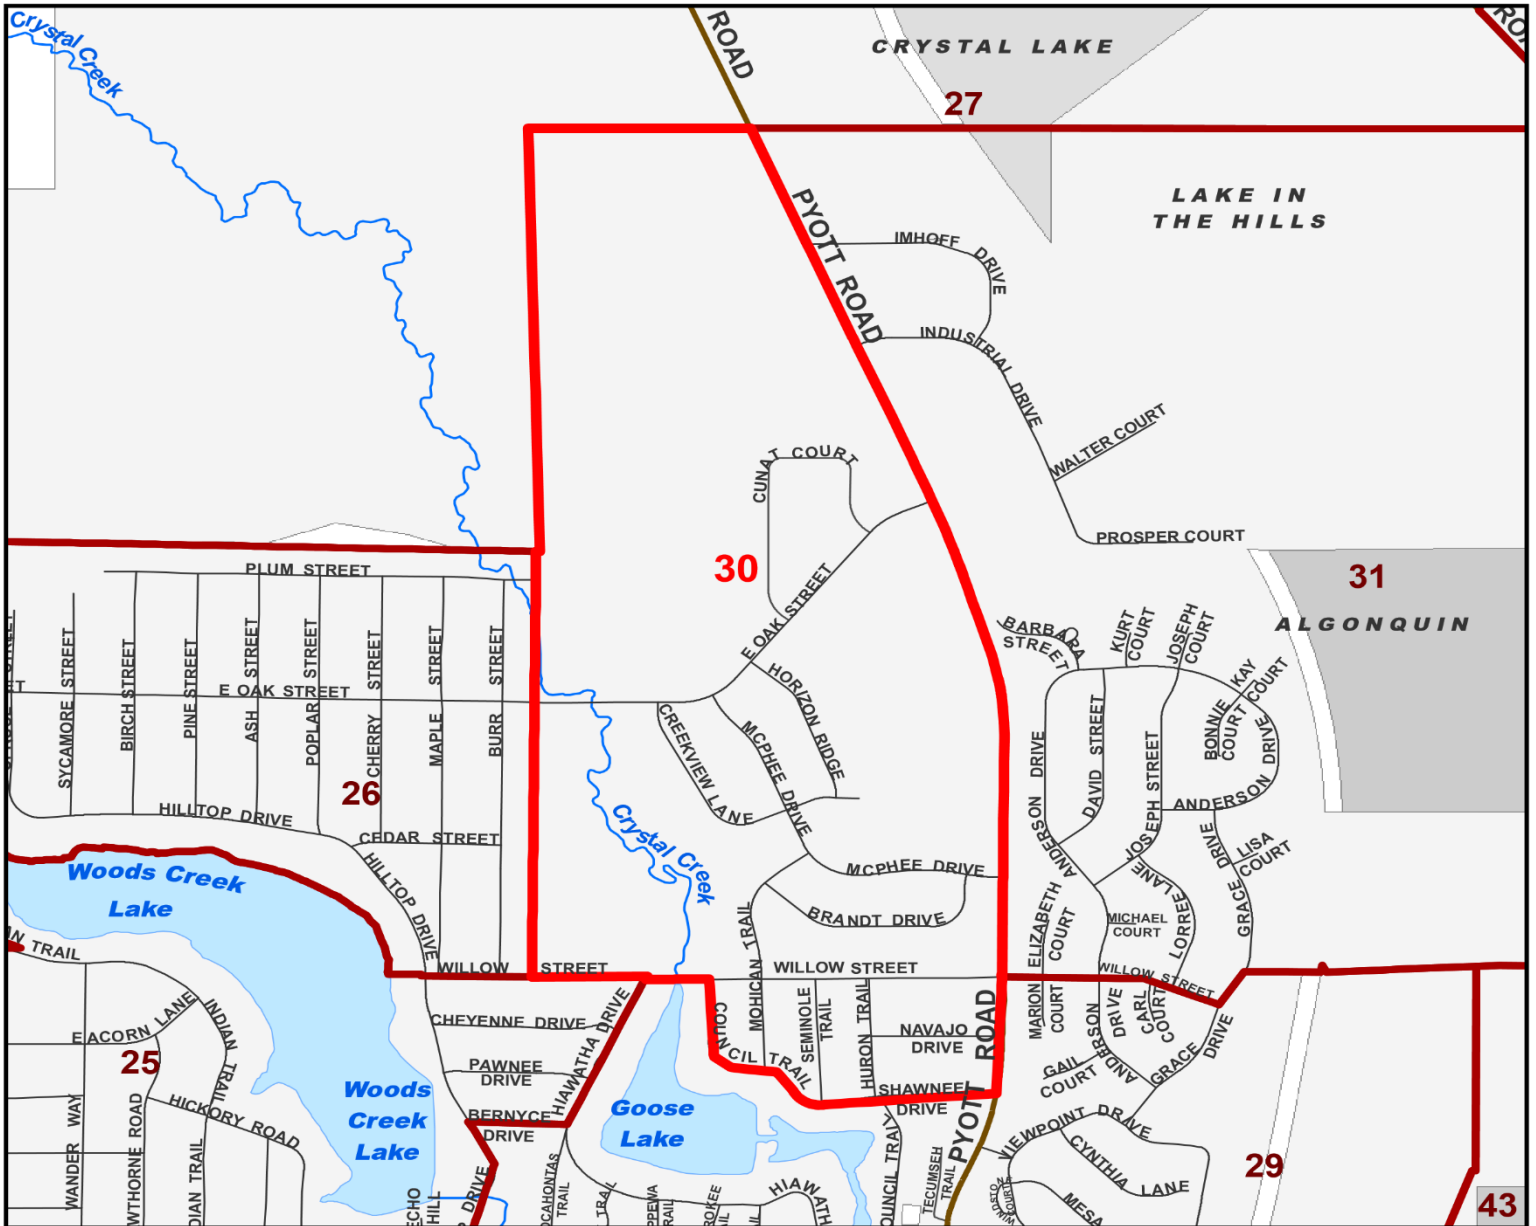 Crystal Creek
ROAD
CRYSTAL LAKE
27
LAKE IN
THE HILLS
PYOTT ROAD
IMHOFF DRIVE
INDUSTRIAL DRIVE
WALTER COURT
PROSPER COURT
CUNAT COURT
30
E OAK STREET
31
ALGONQUIN
PLUM STREET
SYCAMORE STREET
BIRCH STREET
PINE STREET
ASH STREET
POPLAR STREET
CHERRY STREET
MAPLE STREET
BURR STREET
E OAK STREET
26
HILLTOP DRIVE
CEDAR STREET
HILLTOP DRIVE
HORIZON RIDGE
MCPHEE DRIVE
CREEKVIEW LANE
Crystal Creek
MCPHEE DRIVE
BRANDT DRIVE
MOHICAN TRAIL
BARBARA
STREET
KURT
COURT
JOSEPH
COURT
KAY
COURT
BONNIE
COURT
ANDERSON DRIVE
DAVID STREET
JOSEPH STREET
ANDERSON DRIVE
GRACE DRIVE
LISA
COURT
LORREE LANE
MICHAEL
COURT
MARION ELIZABETH
COURT COURT
Woods Creek
Lake
WILLOW STREET
WILLOW STREET
WILLOW STREET
E ACORN LANE
INDIAN TRAIL
25
HICKORY ROAD
WANDER WAY
Woods
Creek
Lake
CHEYENNE DRIVE
PAWNEE
DRIVE
BERNYCE
DRIVE
HIAWATHA DRIVE
Goose
Lake
COUNCIL TRAIL
SEMINOLE
TRAIL
HURON TRAIL
NAVAJO
DRIVE
SHAWNEE
DRIVE
PYOTT ROAD
ANDERSON
DRIVE
CARL
COURT
GAIL
COURT
GRACE DRIVE
VIEWPOINT DRIVE
CYNTHIA LANE
29
43
TECUMSEH
TRAIL
ECHO
HILL